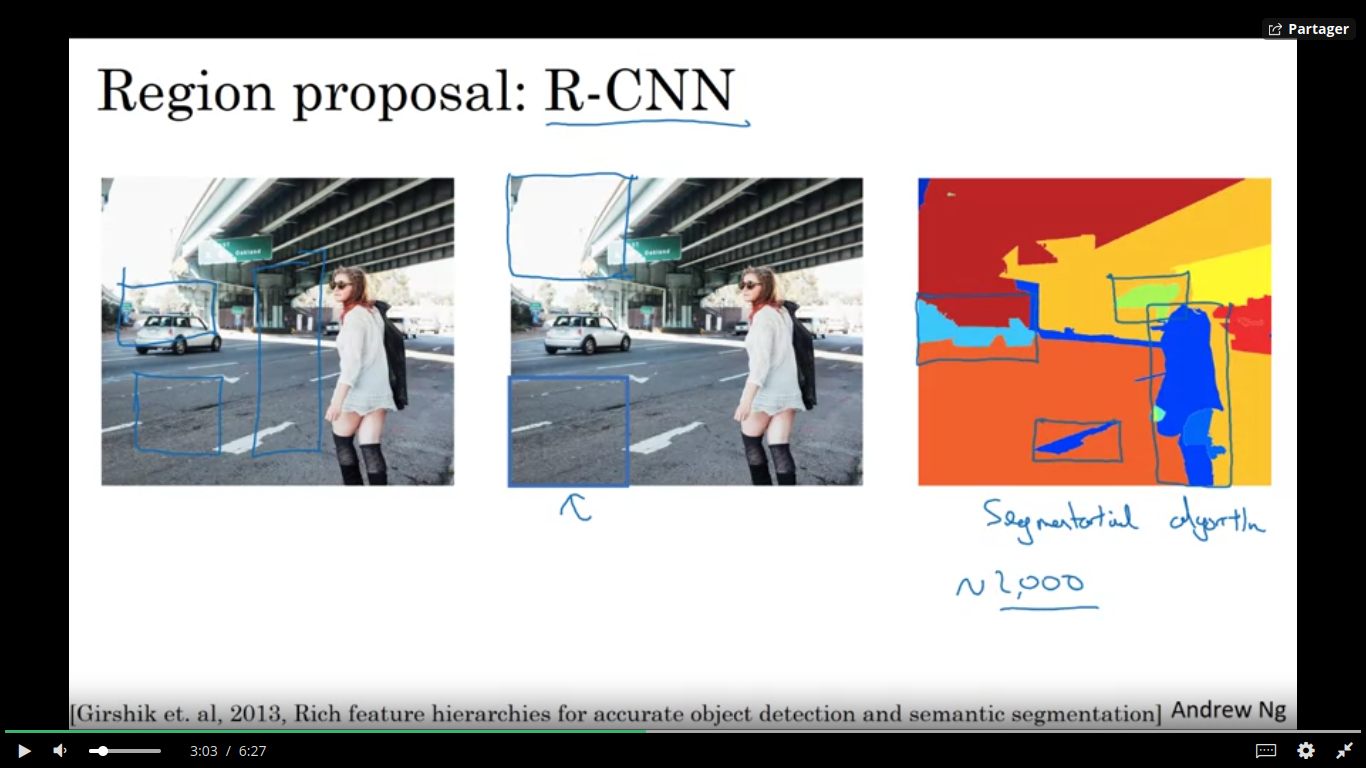 Partager
Region proposal: R-CNN
Oakland
Oakland
Segmentation algorithm
~2,000
[Girshik et. al, 2013, Rich feature hierarchies for accurate object detection and semantic segmentation]
Andrew Ng
3:03 / 6:27